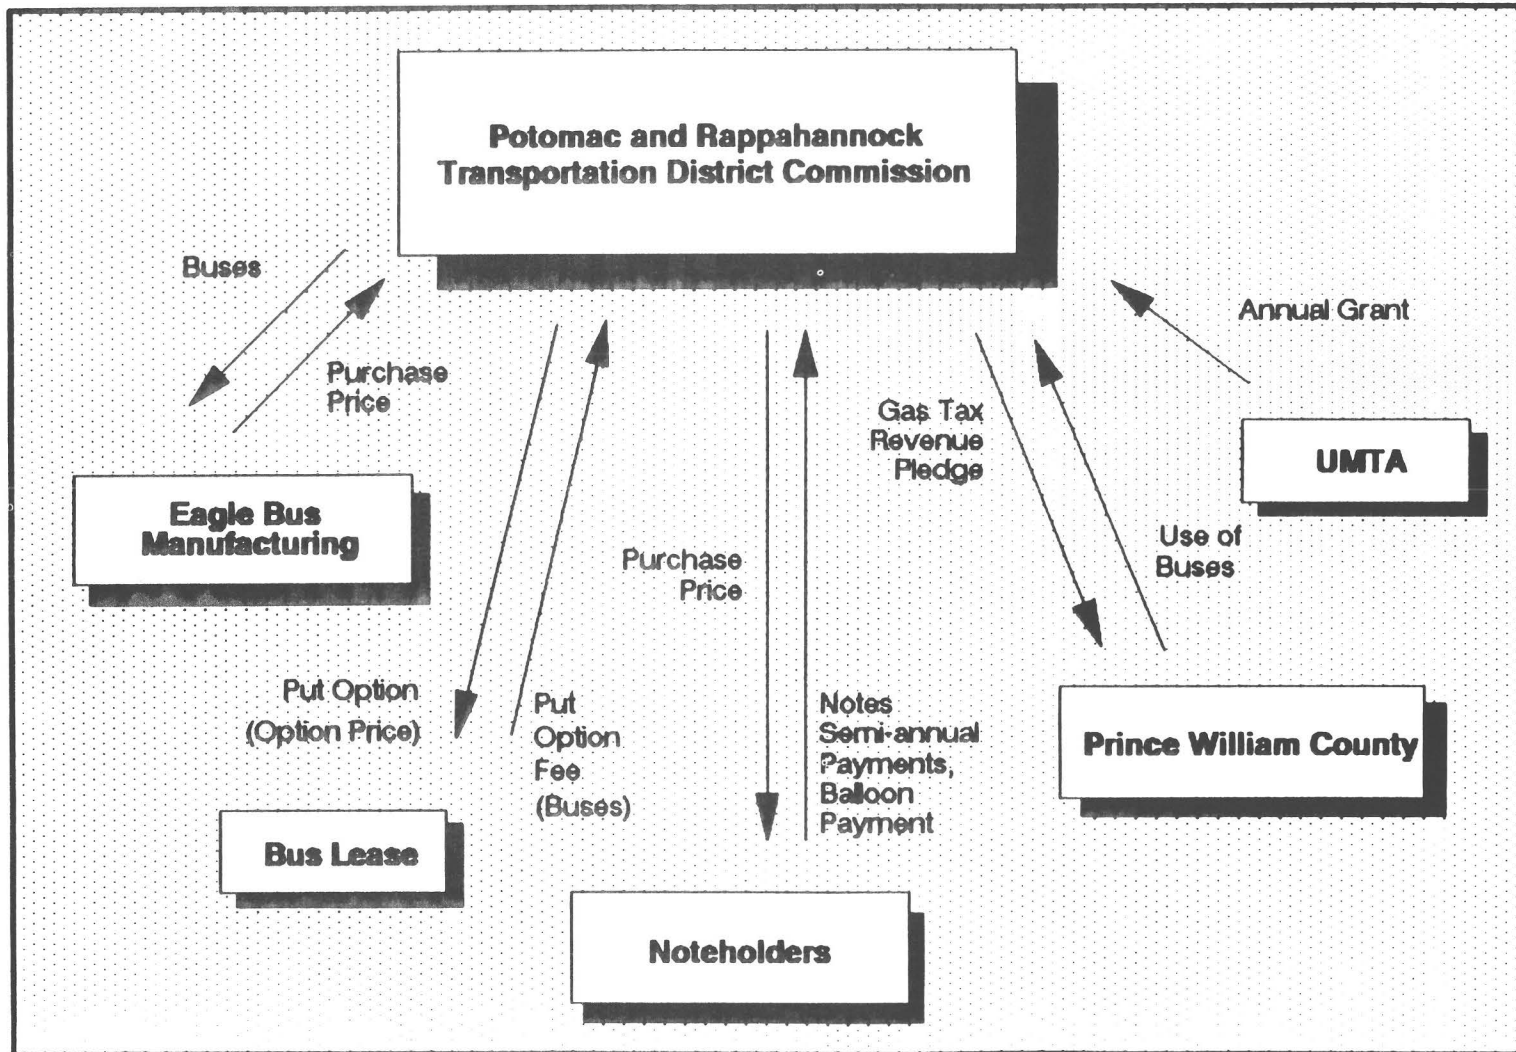 Potomac and Rappahannock
Transportation District Commission
Buses
Purchase
Price
Annual Grant
Gas Tax
Revenue
Pledge
UMTA
Eagle Bus
Manufacturing
Use of
Buses
Purchase
Price
Put Option
(Option Price)
Put
Option
Fee
(Buses)
Notes
Semi-annual
Payments,
Balloon
Payment
Prince William County
Bus Lease
Noteholders